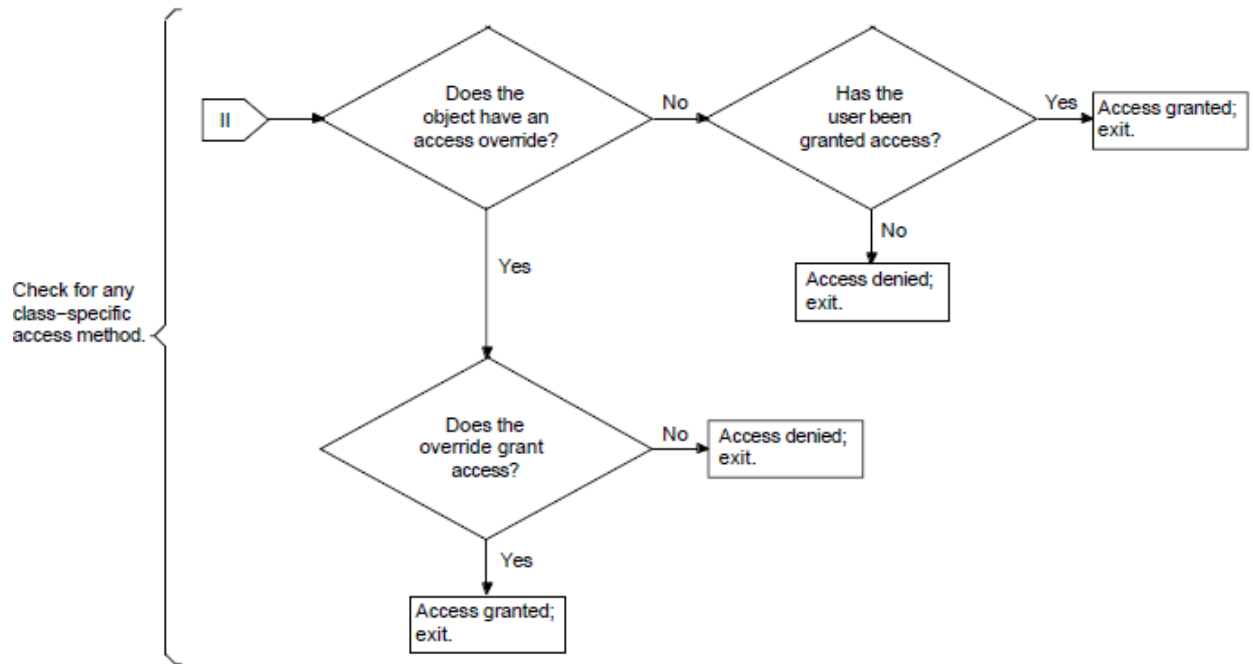 Does the
object have an
access override?
No
Has the
user been
granted access?
Yes
Access granted;
exit.
II
No
Access denied;
exit.
Yes
Check for any
class–specific
access method.
Does the
override grant
access?
No
Access denied;
exit.
Yes
Access granted;
exit.